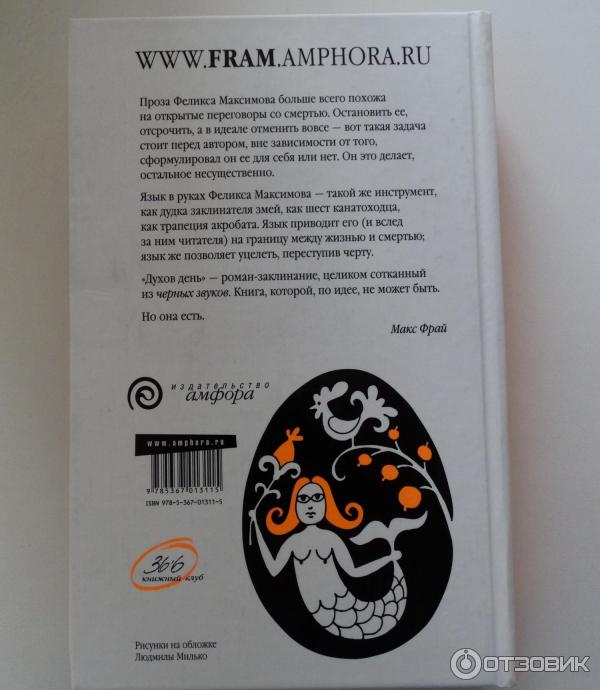 WWW.FRAM.AMPHORA.RU
Проза Феликса Максимова больше всего похожа
на открытые переговоры со смертью. Остановить ее,
отсрочить, а в идеале отменить вовсе — вот такая задача
стоит перед автором, вне зависимости от того,
сформулировал он ее для себя или нет. Он это делает,
остальное несущественно.
Язык в руках Феликса Максимова — такой же инструмент,
как дудка заклинателя змей, как шест канатоходца,
как трапеция акробата. Язык приводит его (и вслед
за ним читателя) на границу между жизнью и смертью;
язык же позволяет уцелеть, переступив черту.
«Духов день» — роман-заклинание, целиком сотканный
из черных звуков. Книга, которой, по идее, не может быть.
Но она есть.
Макс Фрай
издательство
амфора
www.amphora.ru
9 785367 013115
ISBN 978-5-367-01311-5
36'6
книжный клуб
Рисунки на обложке
Людмилы Милько
ОТЗОВИК